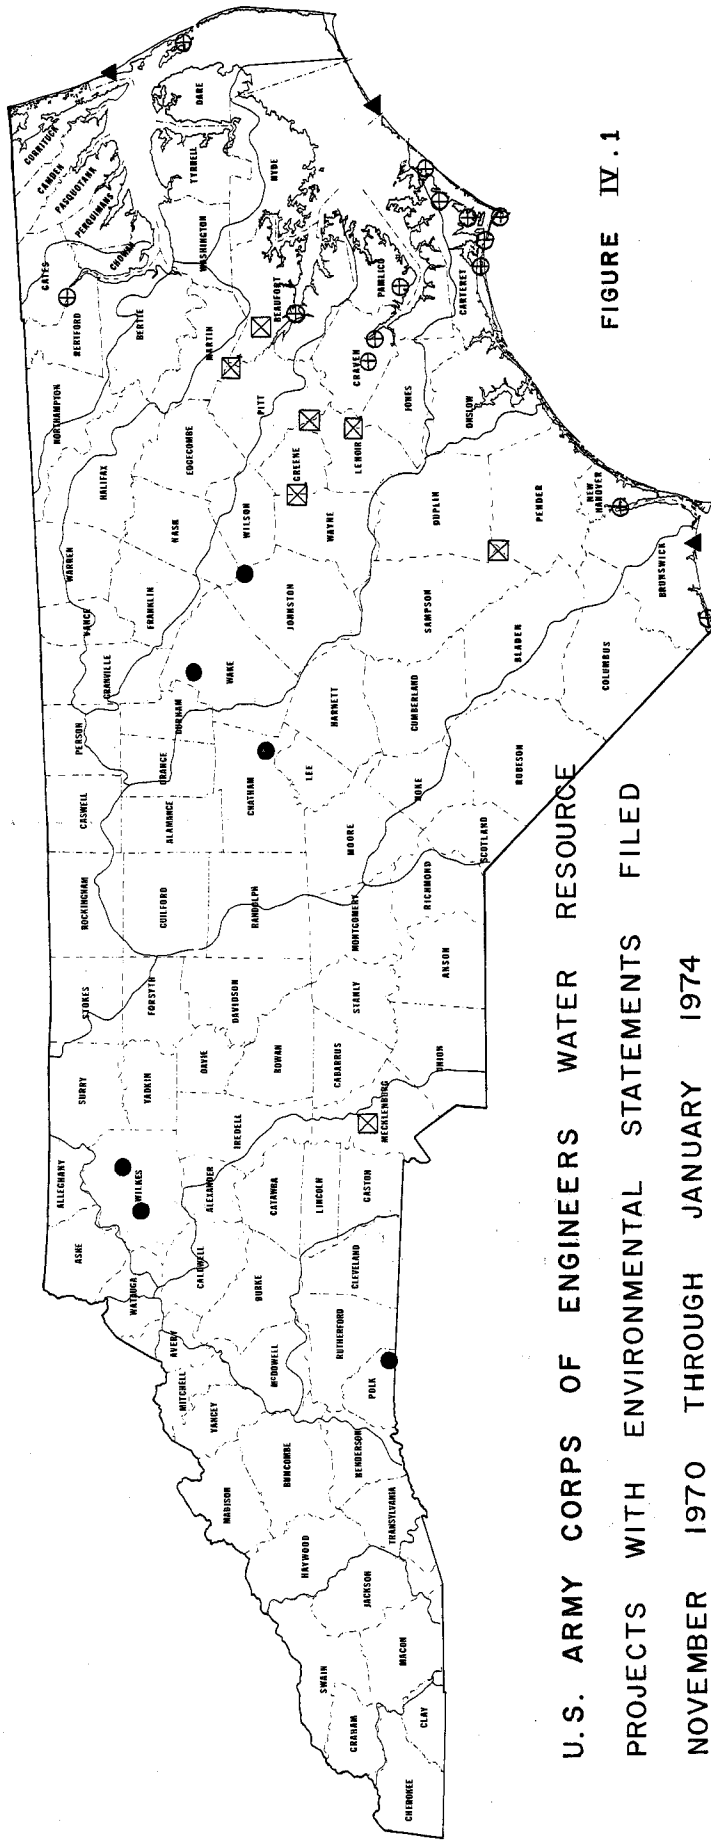 CURRITUCK
CAMDEN
PASQUOTANK
PERQUIMANS
CHOWAN
GATES
HERTFORD
NORTHAMPTON
BERTIE
HALIFAX
WARREN
VANCE
GRANVILLE
PERSON
CASWELL
ROCKINGHAM
STOKES
SURRY
ALLEGHANY
ASHE
WATAUGA
WILKES
YADKIN
FORSYTH
GUILFORD
ALAMANCE
ORANGE
DURHAM
FRANKLIN
NASH
EDGECOMBE
MARTIN
WASHINGTON
TYRRELL
DARE
HYDE
BEAUFORT
PITT
GREENE
WILSON
WAYNE
JOHNSTON
WAKE
CHATHAM
LEE
RANDOLPH
DAVIDSON
DAVIE
ROWAN
IREDELL
ALEXANDER
CALDWELL
AVERY
MITCHELL
YANCEY
MADISON
BUNCOMBE
McDOWELL
BURKE
CATAWBA
LINCOLN
GASTON
CLEVELAND
RUTHERFORD
POLK
HENDERSON
TRANSYLVANIA
HAYWOOD
JACKSON
SWAIN
MACON
GRAHAM
CLAY
CHEROKEE
MECKLENBURG
CABARRUS
STANLY
UNION
ANSON
MONTGOMERY
MOORE
RICHMOND
SCOTLAND
HOKE
HARNETT
CUMBERLAND
ROBESON
BLADEN
SAMPSON
COLUMBUS
BRUNSWICK
NEW
HANOVER
PENDER
DUPLIN
ONSLOW
JONES
LENOIR
CRAVEN
PAMLICO
CARTERET
FIGURE IV.1
U.S. ARMY CORPS OF ENGINEERS WATER RESOURCE
PROJECTS WITH ENVIRONMENTAL STATEMENTS FILED
NOVEMBER 1970 THROUGH JANUARY 1974